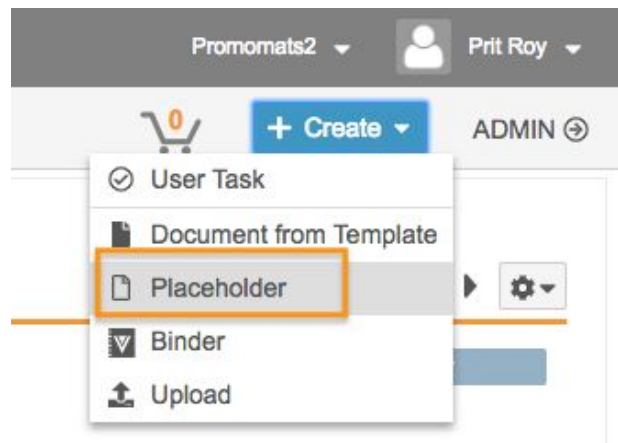 Promomats2
Prit Roy
0
+ Create
ADMIN
User Task
Document from Template
Placeholder
Binder
Upload